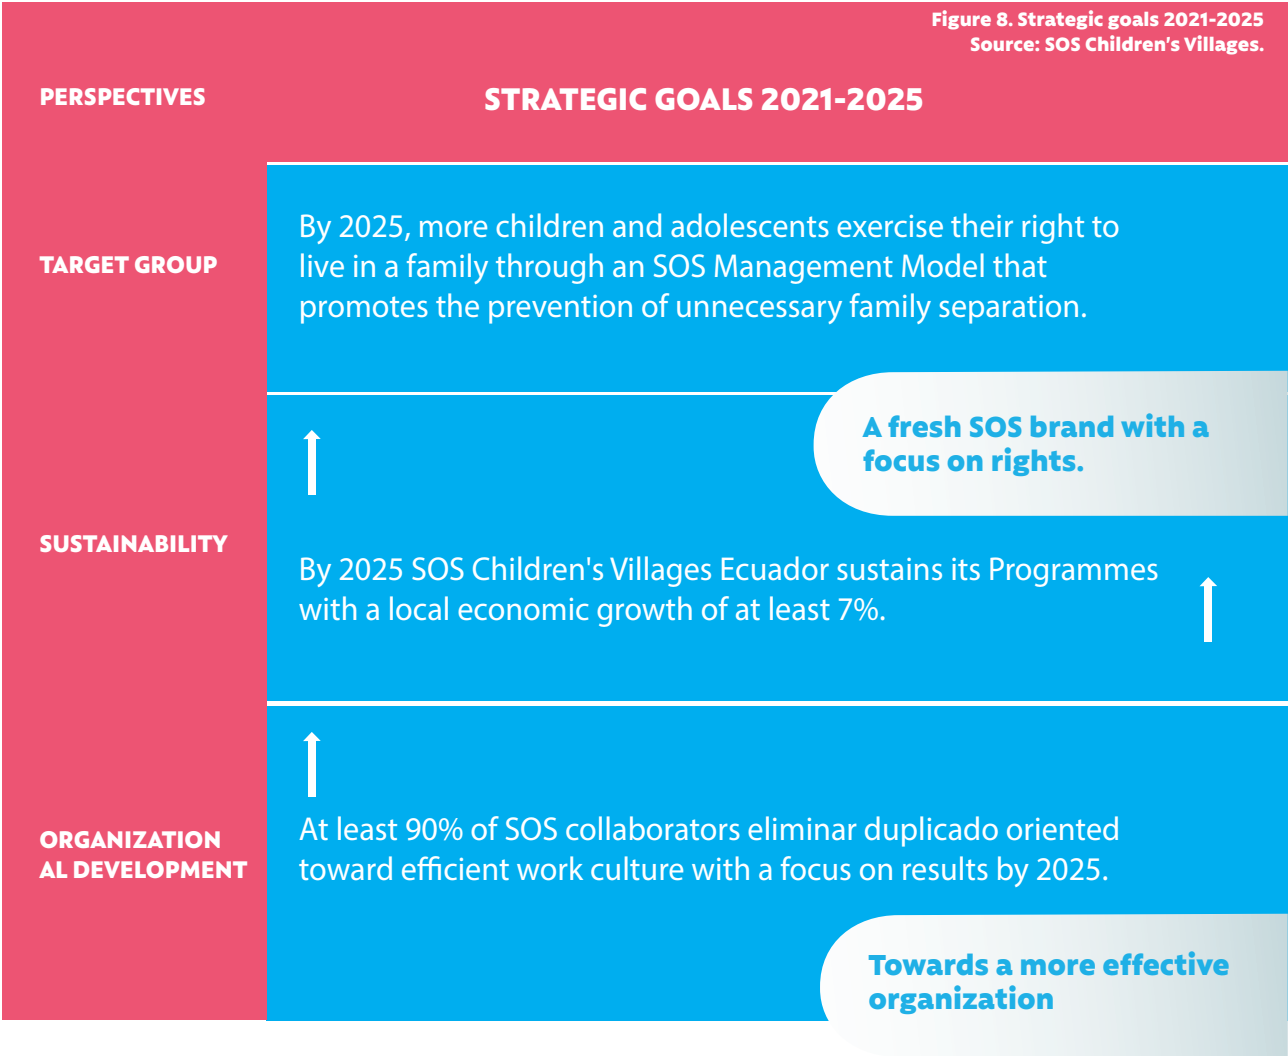 Figure 8. Strategic goals 2021-2025
Source: SOS Children's Villages.
PERSPECTIVES
STRATEGIC GOALS 2021-2025
TARGET GROUP
By 2025, more children and adolescents exercise their right to
live in a family through an SOS Management Model that
promotes the prevention of unnecessary family separation.
A fresh SOS brand with a
focus on rights.
SUSTAINABILITY
By 2025 SOS Children's Villages Ecuador sustains its Programmes
with a local economic growth of at least 7%.
ORGANIZATION
AL DEVELOPMENT
At least 90% of SOS collaborators eliminar duplicado oriented
toward efficient work culture with a focus on results by 2025.
Towards a more effective
organization